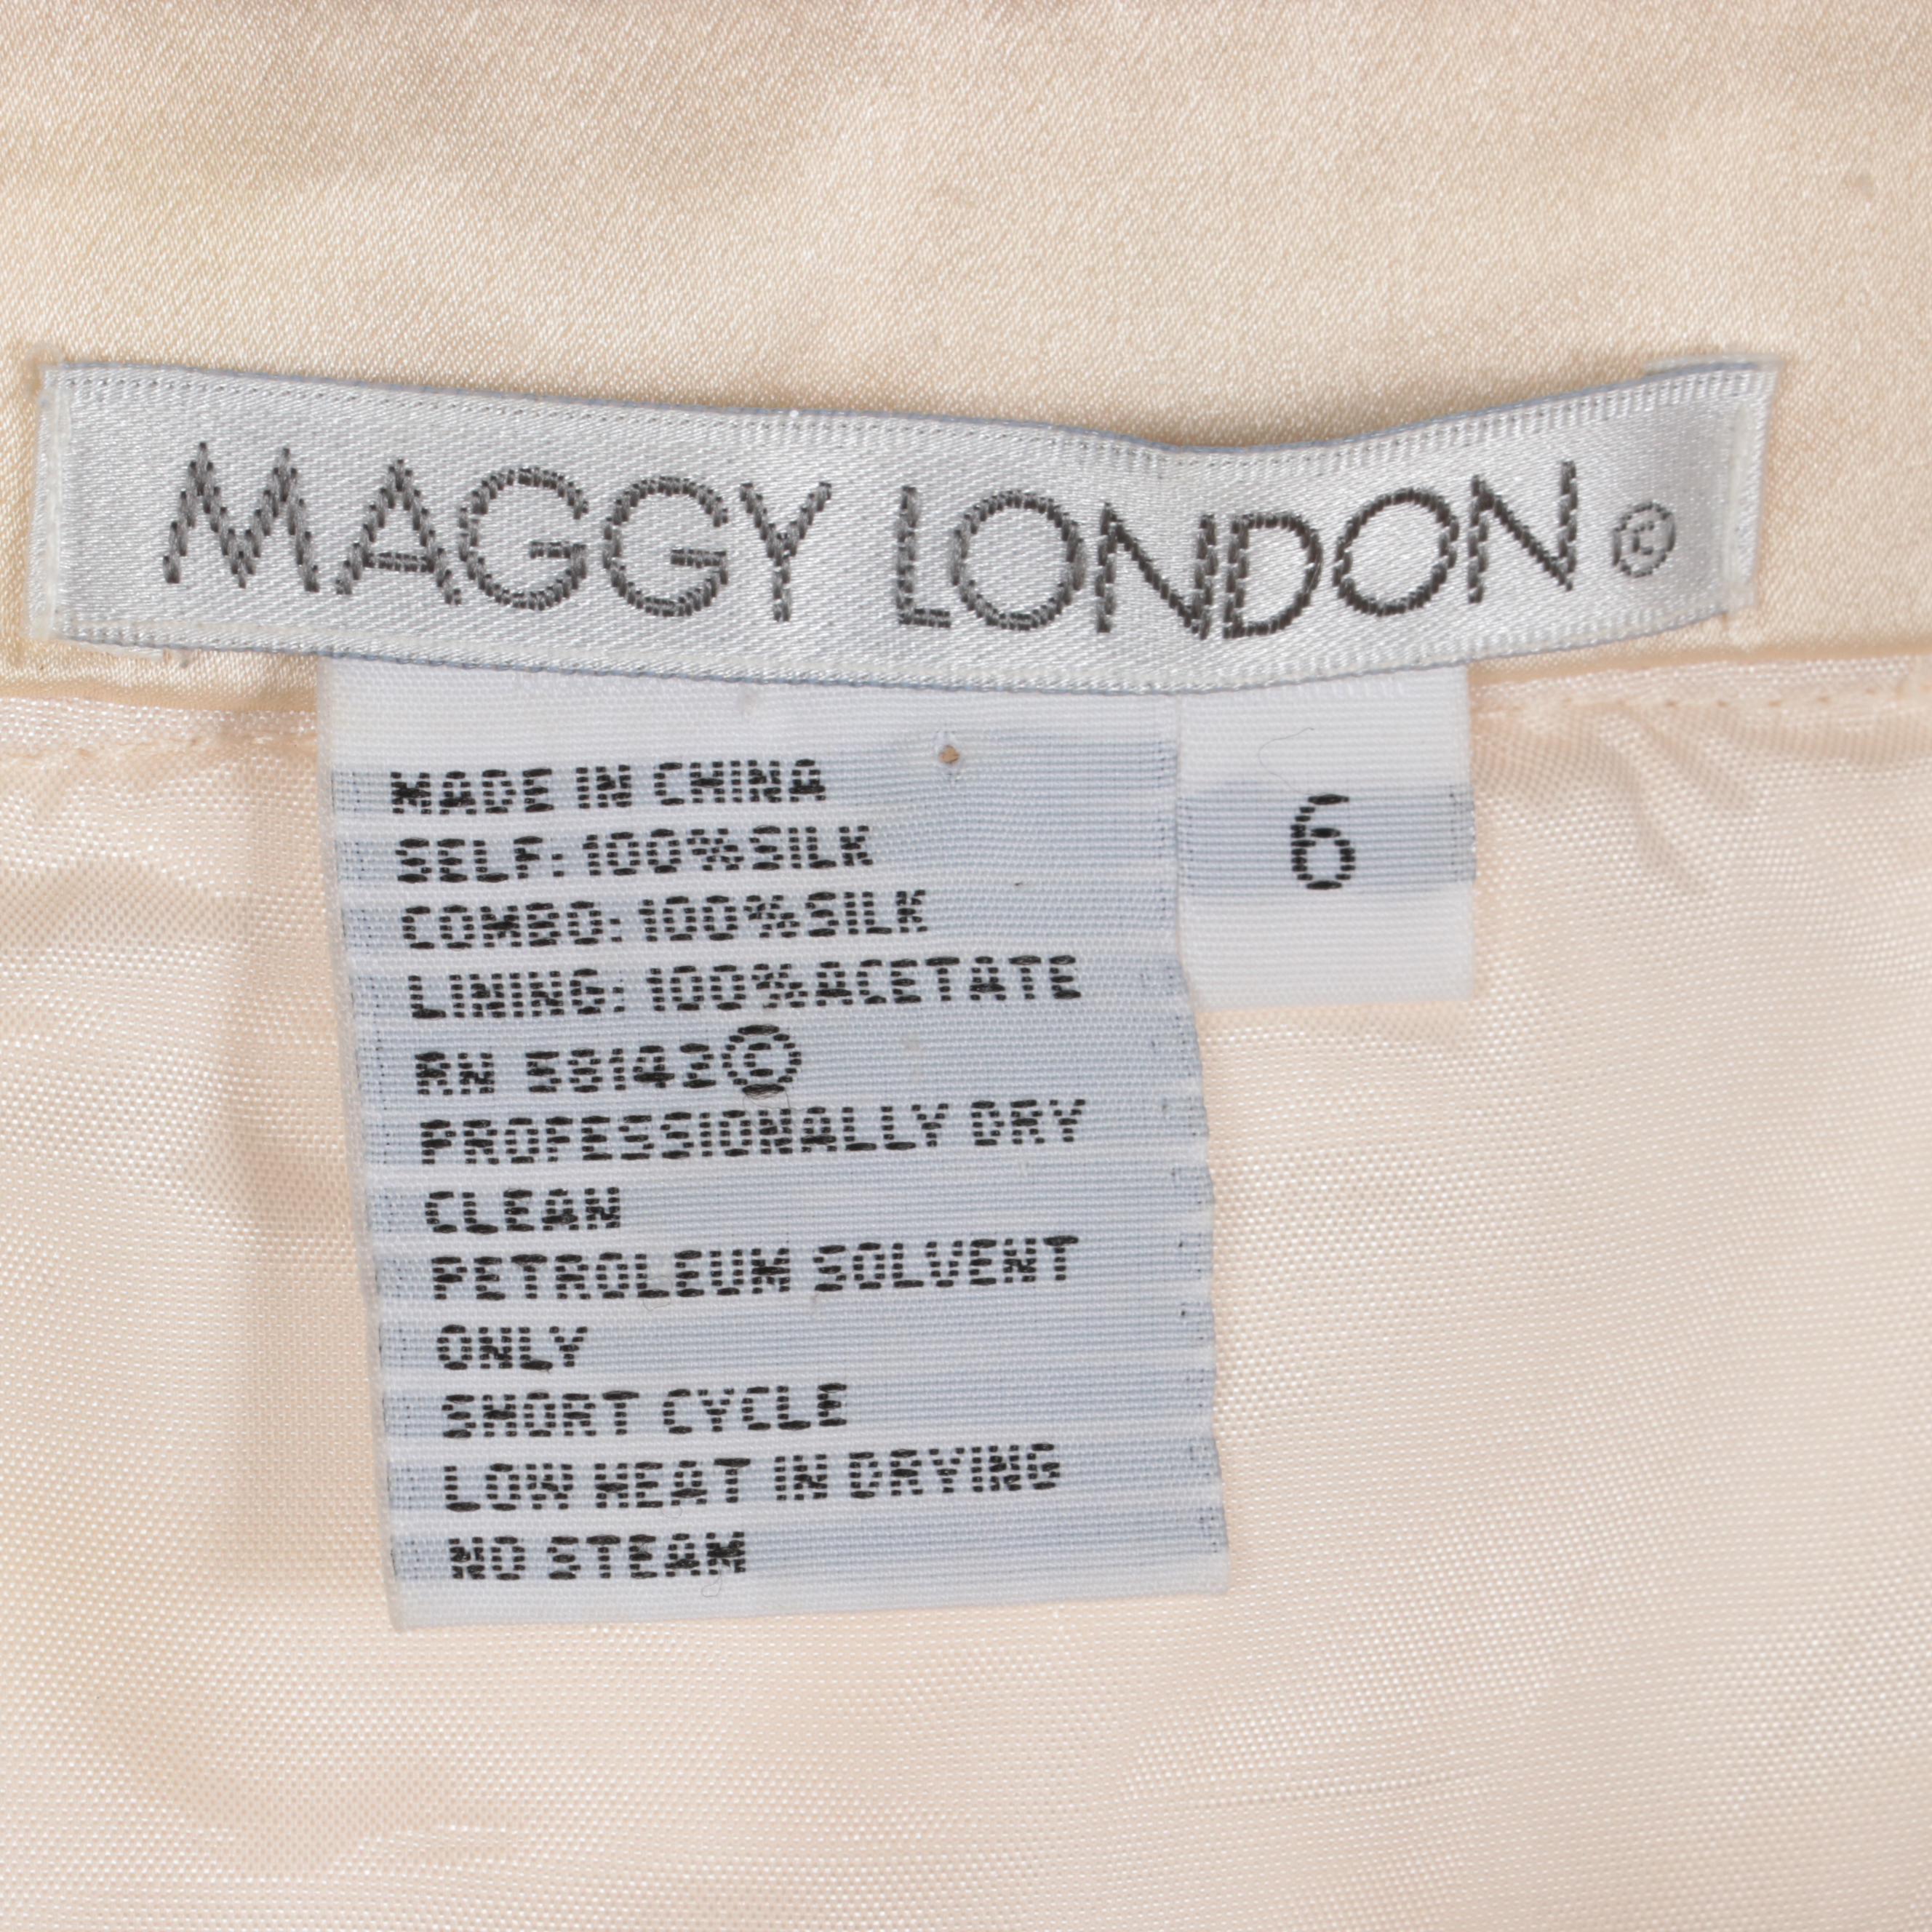 MAGGY LONDON ©
MADE IN CHINA
SELF: 100% SILK
COMBO: 100% SILK
LINING: 100% ACETATE
RN 58142 ©
PROFESSIONALLY DRY
CLEAN
PETROLEUM SOLVENT
ONLY
SHORT CYCLE
LOW HEAT IN DRYING
NO STEAM
6